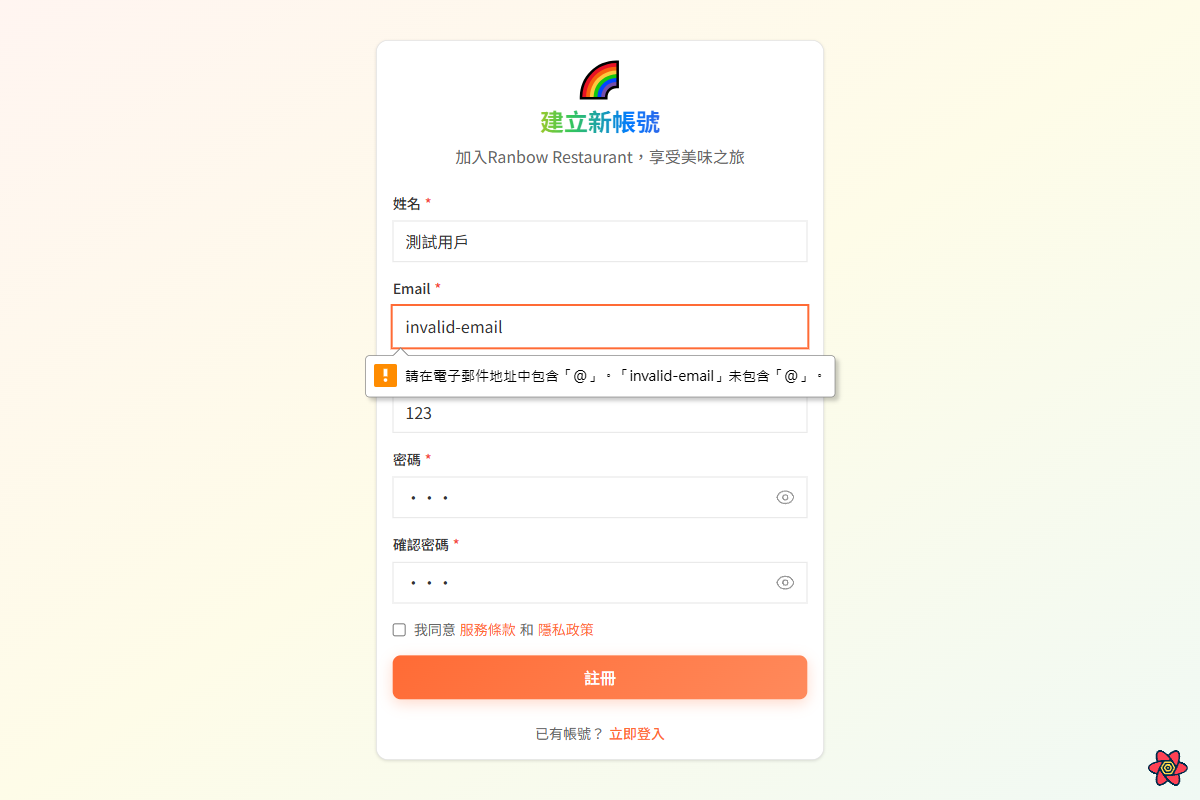 建立新帳號
加入Ranbow Restaurant，享受美味之旅
姓名 *
測試用戶
Email *
invalid-email
請在電子郵件地址中包含「@」。「invalid-email」未包含「@」。
123
密碼 *
•••
確認密碼 *
•••
我同意 服務條款 和 隱私政策
註冊
已有帳號？ 立即登入